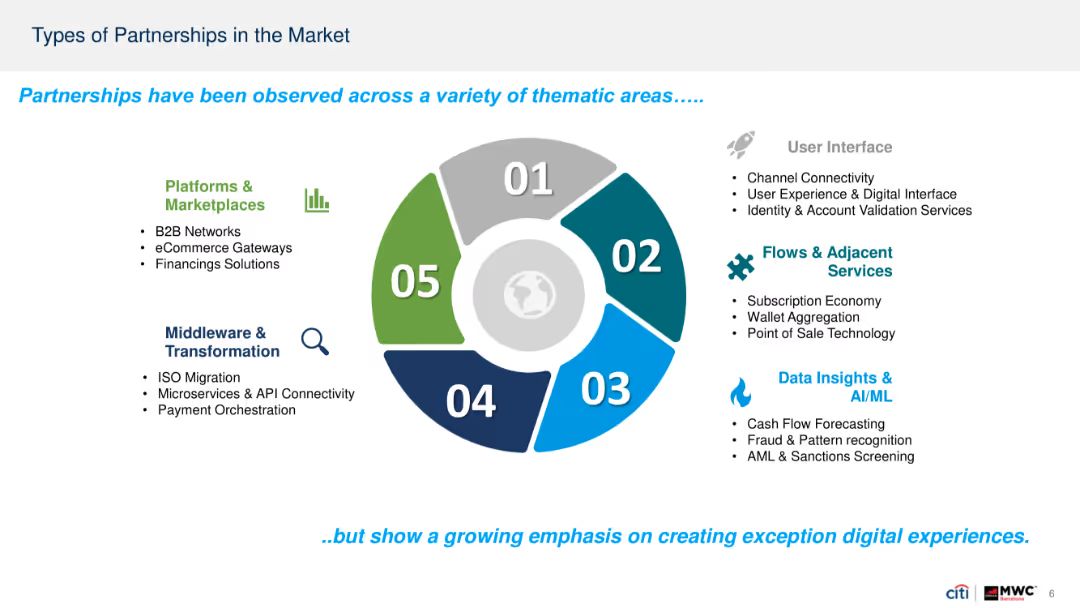 Types of Partnerships in the Market
Partnerships have been observed across a variety of thematic areas…..
01
02
03
04
05
User Interface
• Channel Connectivity
• User Experience & Digital Interface
• Identity & Account Validation Services
Flows & Adjacent
Services
• Subscription Economy
• Wallet Aggregation
• Point of Sale Technology
Data Insights &
AI/ML
• Cash Flow Forecasting
• Fraud & Pattern recognition
• AML & Sanctions Screening
Middleware &
Transformation
• ISO Migration
• Microservices & API Connectivity
• Payment Orchestration
Platforms &
Marketplaces
• B2B Networks
• eCommerce Gateways
• Financings Solutions
..but show a growing emphasis on creating exception digital experiences.
citi
MWC
Barcelona
6